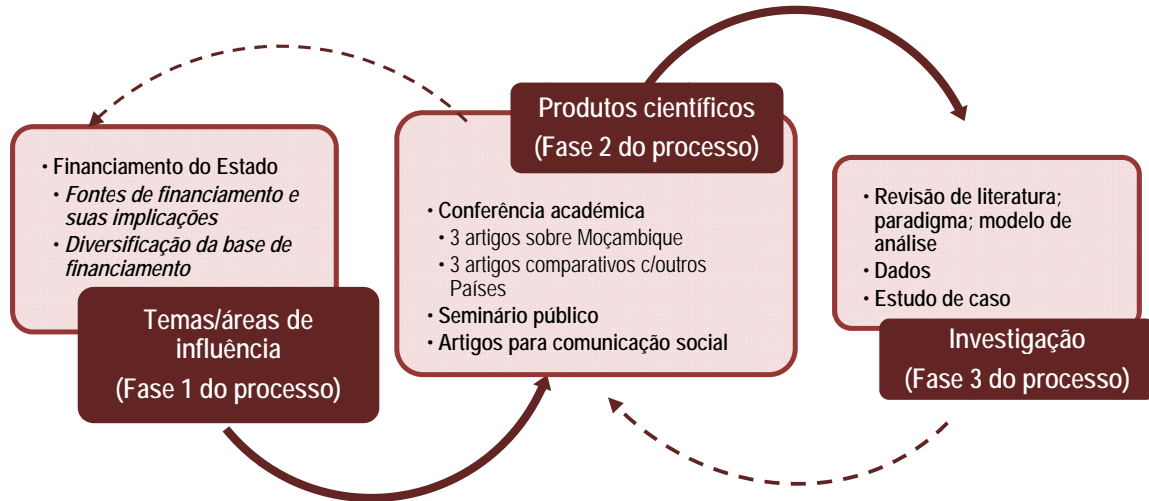 • Financiamento do Estado
• Fontes de financiamento e
suas implicações
• Diversificação da base de
financiamento
Temas/áreas de
influência
(Fase 1 do processo)
Produtos científicos
(Fase 2 do processo)
• Conferência académica
• 3 artigos sobre Moçambique
• 3 artigos comparativos c/outros
Países
• Seminário público
• Artigos para comunicação social
• Revisão de literatura;
paradigma; modelo de
análise
• Dados
• Estudo de caso
Investigação
(Fase 3 do processo)